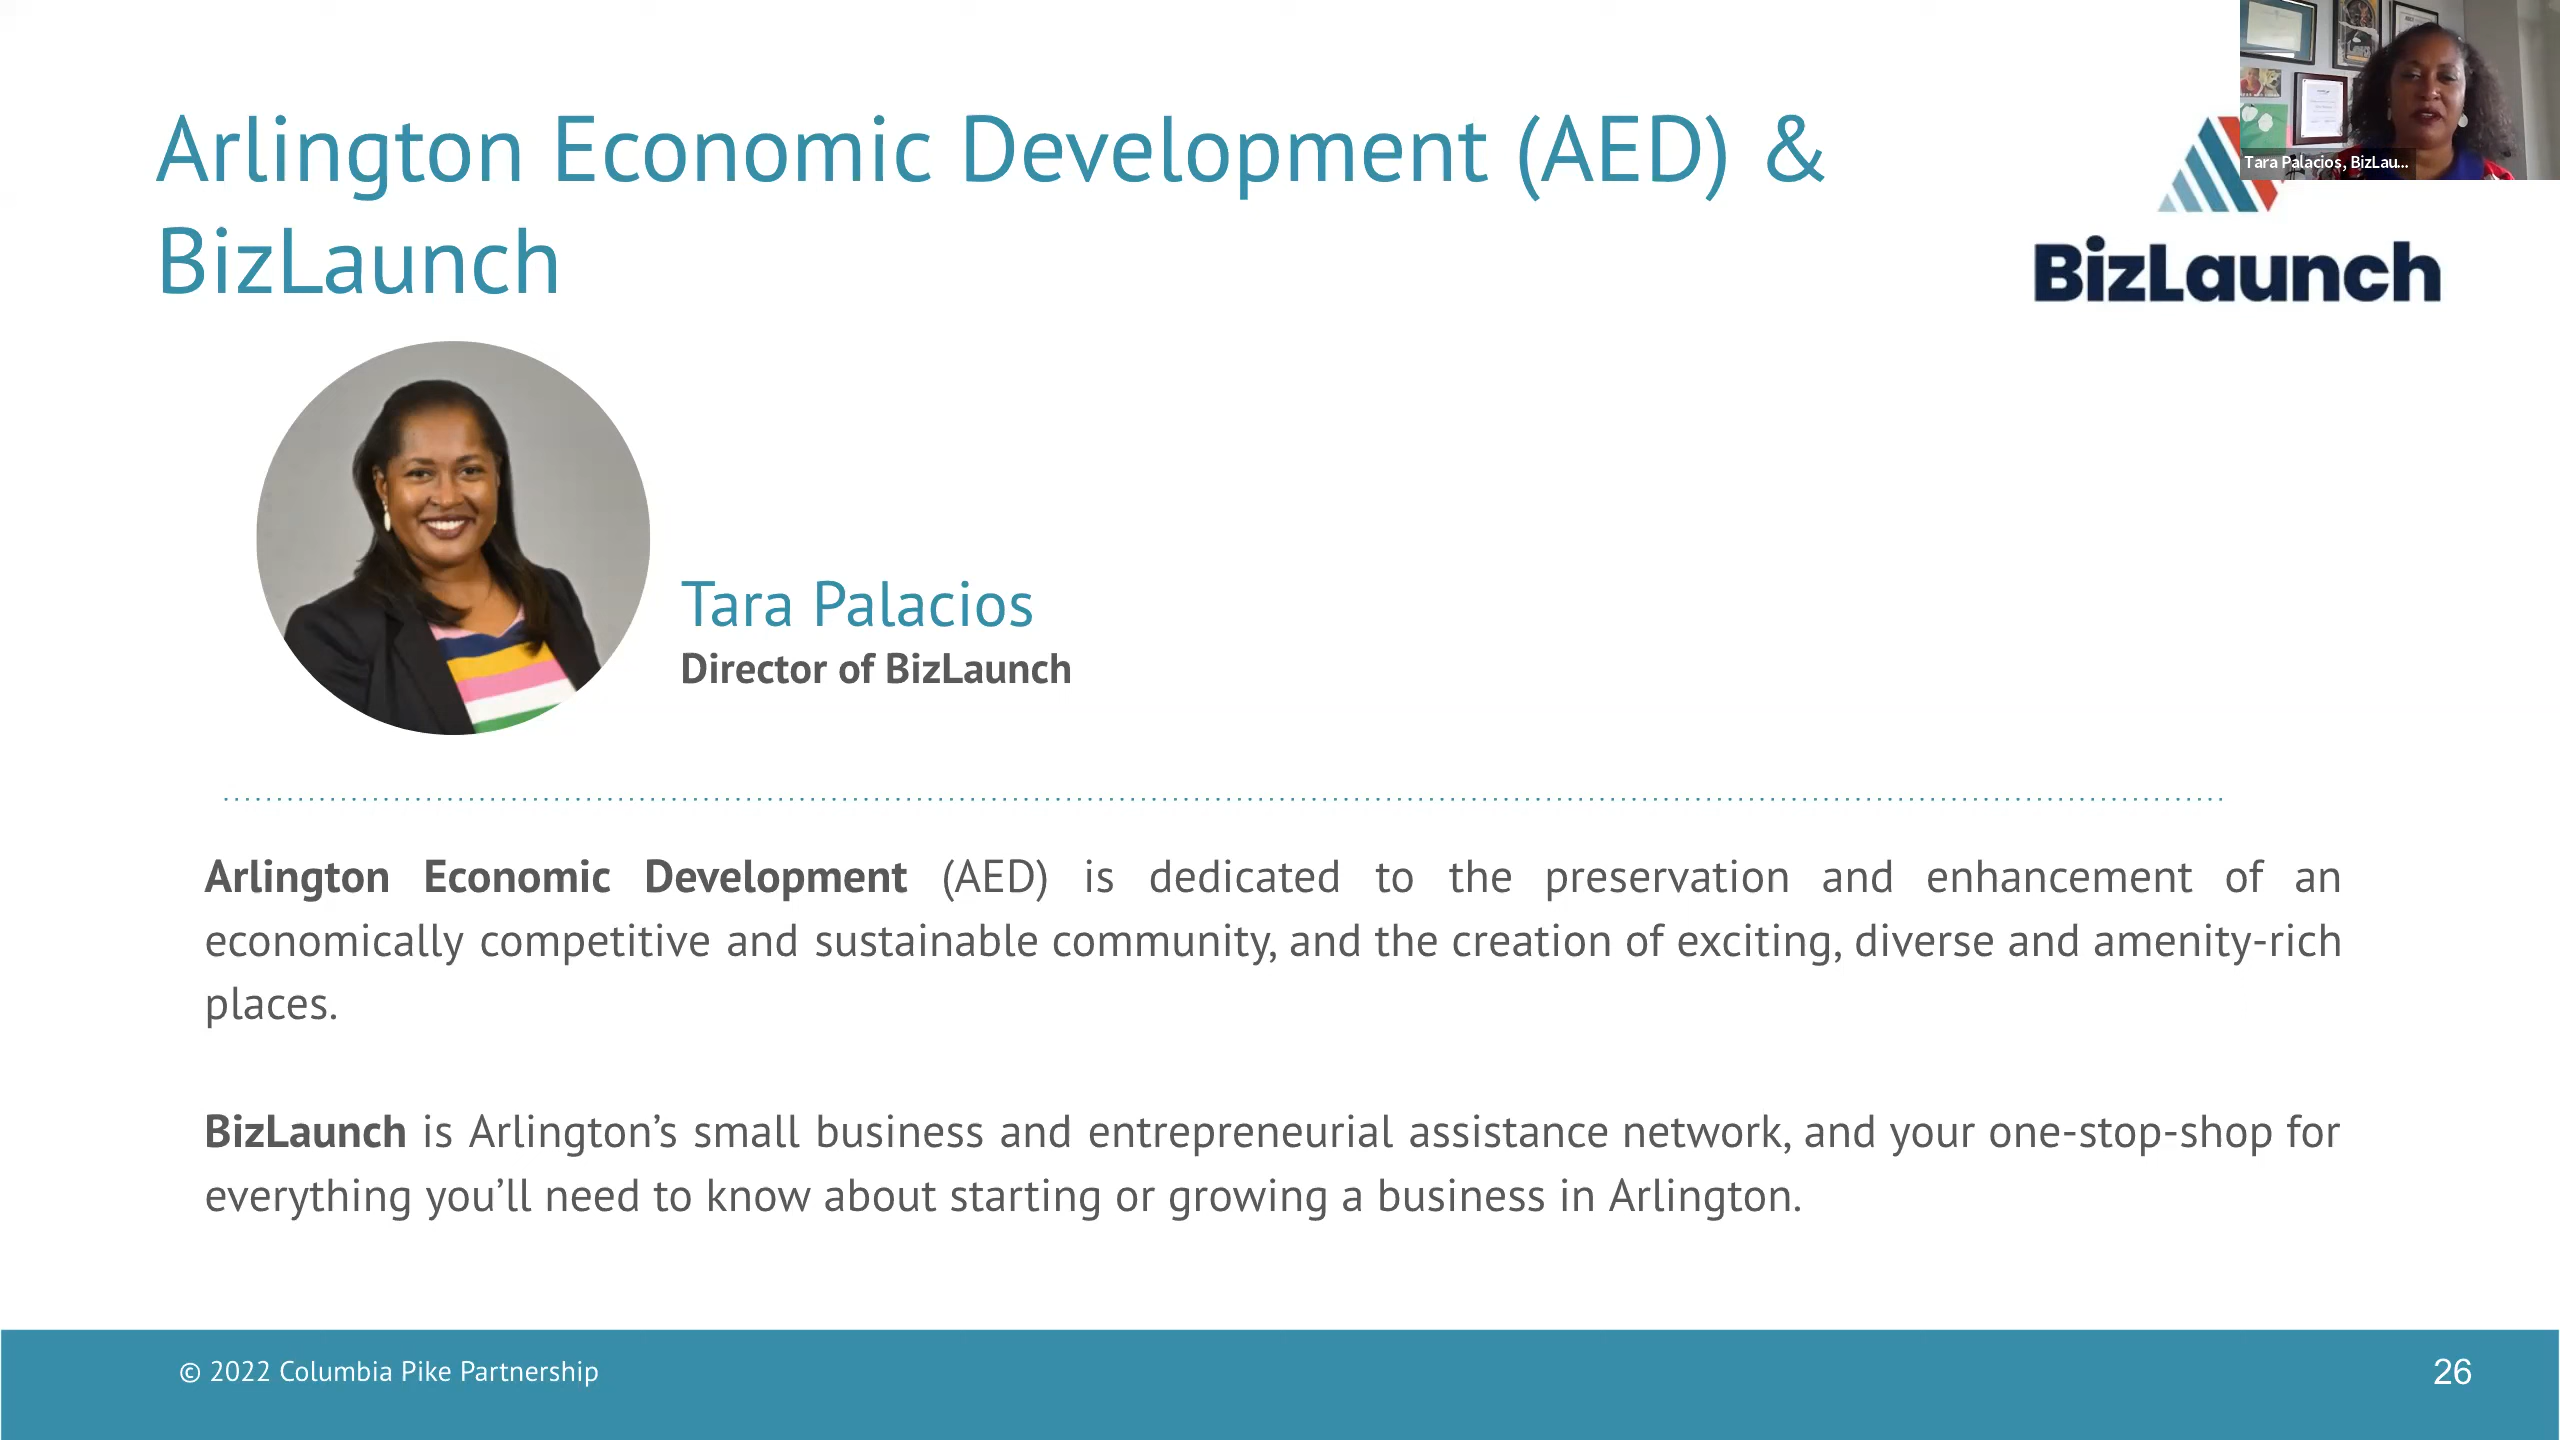 Arlington Economic Development (AED) &
BizLaunch
Tara Palacios, BizLau...
BizLaunch
Tara Palacios
Director of BizLaunch
Arlington Economic Development (AED) is dedicated to the preservation and enhancement of an
economically competitive and sustainable community, and the creation of exciting, diverse and amenity-rich
places.
BizLaunch is Arlington’s small business and entrepreneurial assistance network, and your one-stop-shop for
everything you’ll need to know about starting or growing a business in Arlington.
© 2022 Columbia Pike Partnership
26